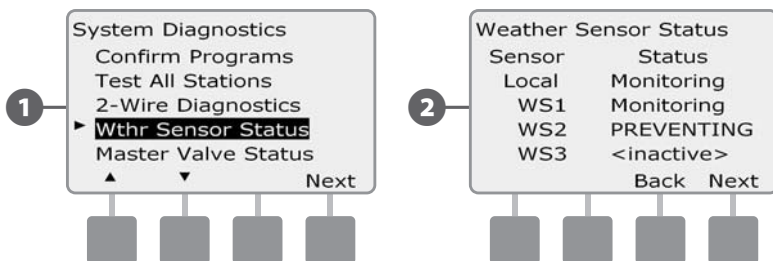 1
System Diagnostics
Confirm Programs
Test All Stations
2-Wire Diagnostics
Wthr Sensor Status
Master Valve Status
Next
2
Weather Sensor Status
Sensor Status
Local Monitoring
WS1 Monitoring
WS2 PREVENTING
WS3 <inactive>
Back Next